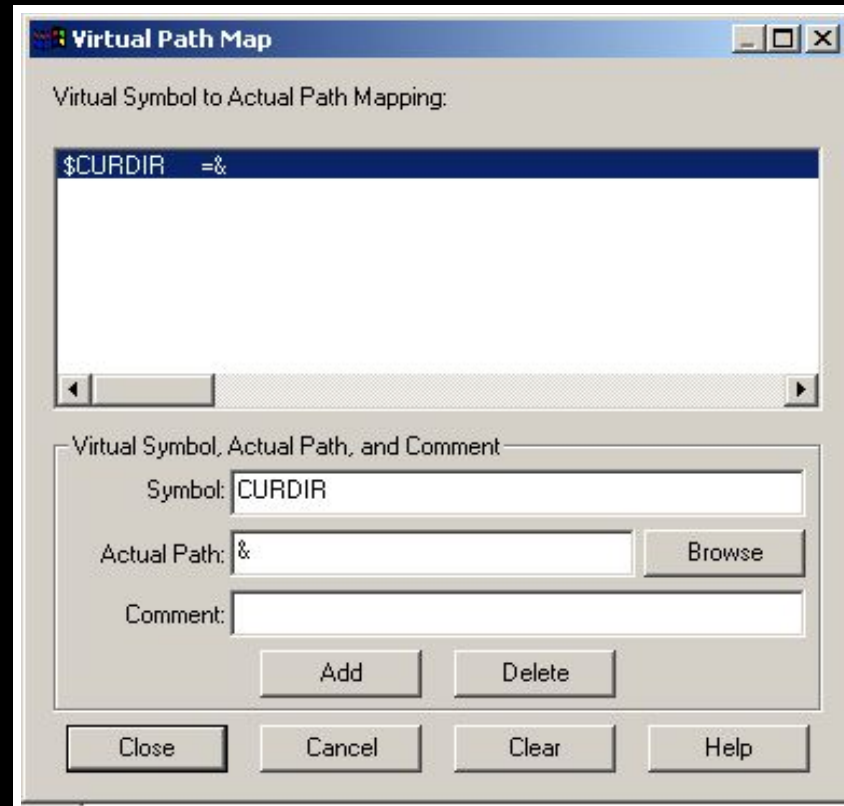 Virtual Path Map
Virtual Symbol to Actual Path Mapping:
$CURDIR =&
Virtual Symbol, Actual Path, and Comment
Symbol: CURDIR
Actual Path: & Browse
Comment:
Add Delete
Close Cancel Clear Help